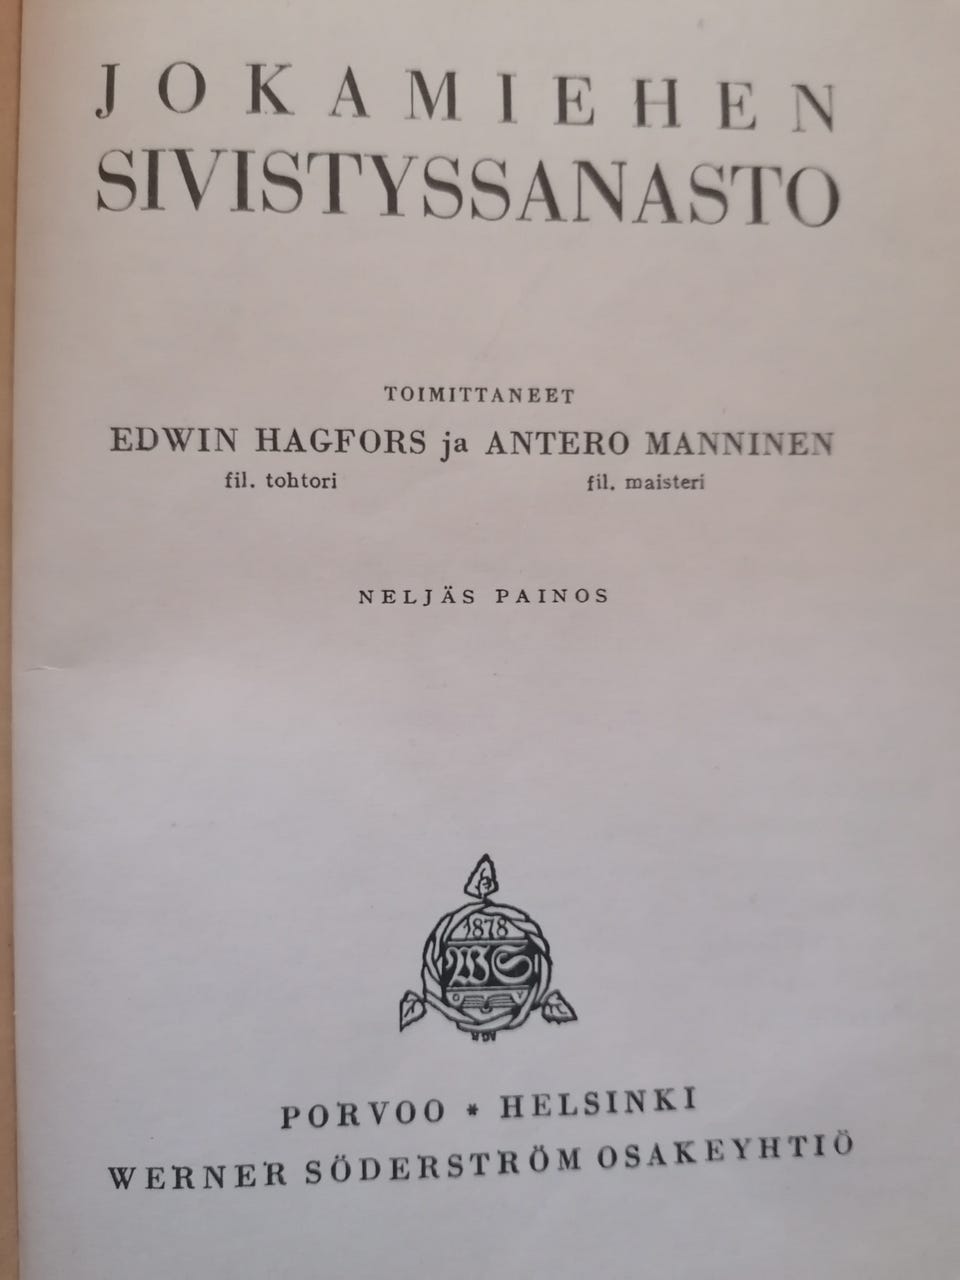 JOKAMIEHEN
SIVISTYSSANASTO
TOIMITTANEET
EDWIN HAGFORS ja ANTERO MANNINEN
fil. tohtori fil. maisteri
NELJÄS PAINOS
1878
WS
O Y
PORVOO * HELSINKI
WERNER SÖDERSTRÖM OSAKEYHTIÖ